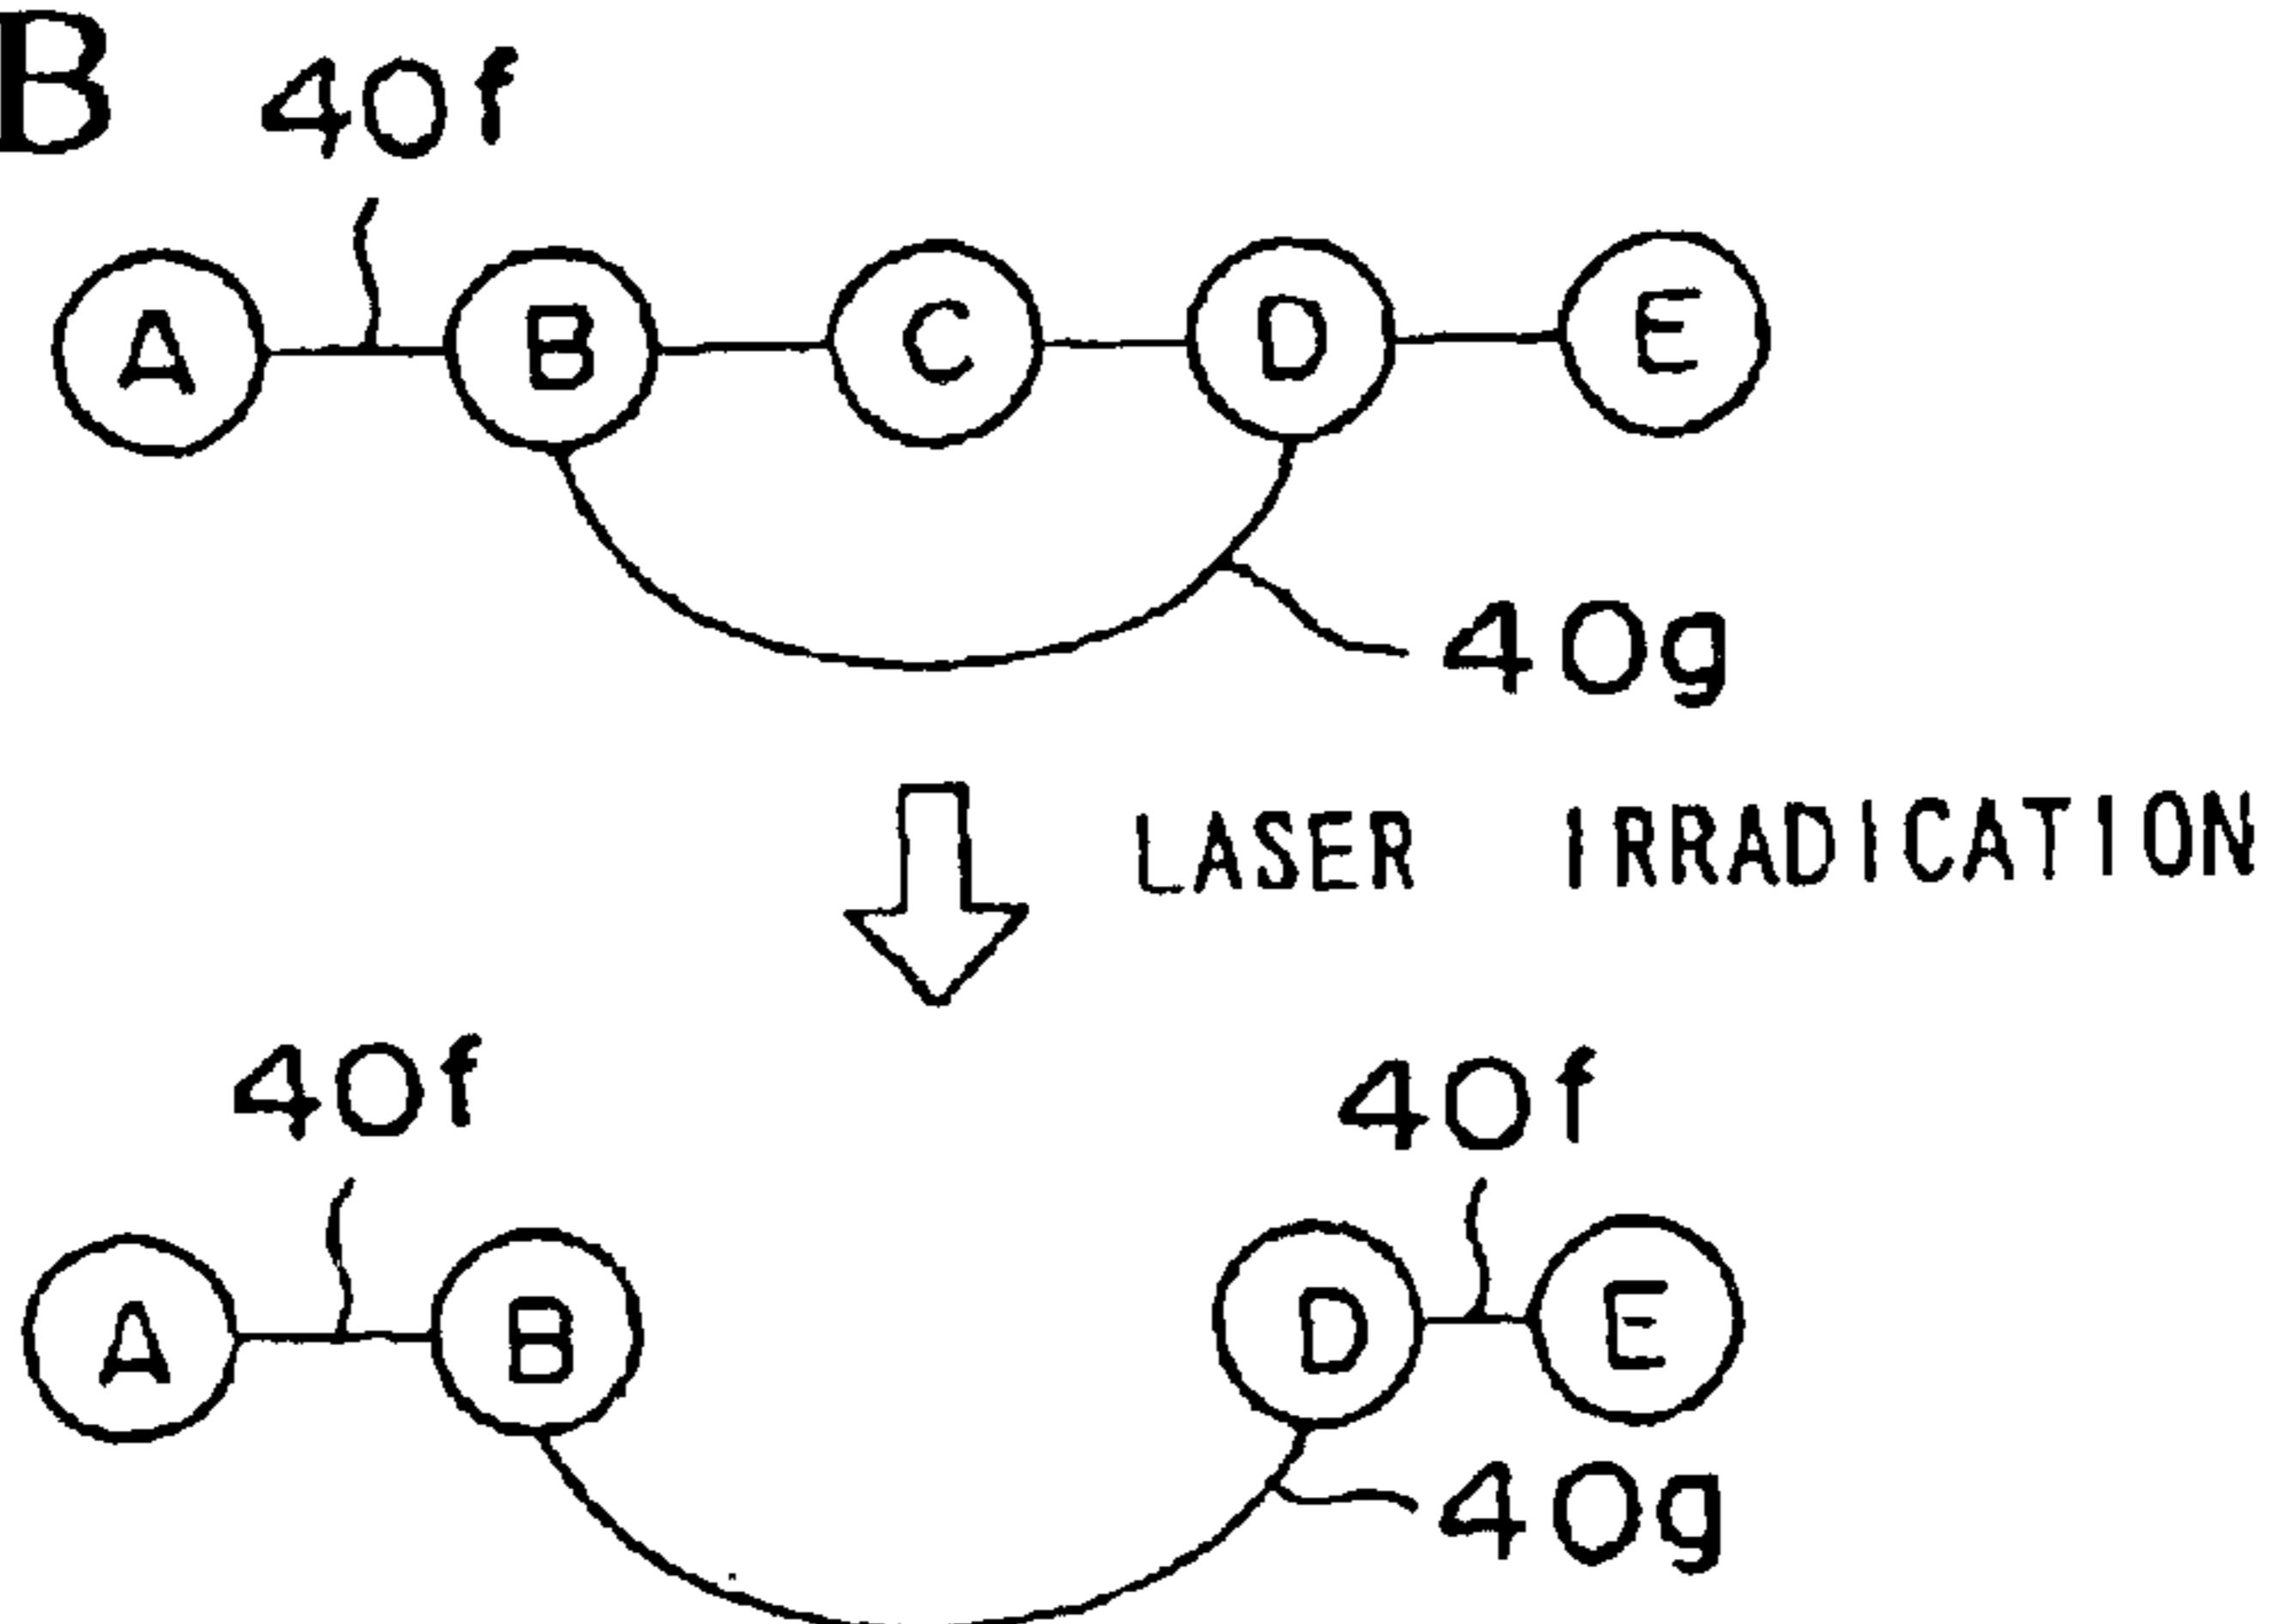 B
40f
A B C D E
40g
LASER IRRADICATION
40f 40f
A B D E
40g